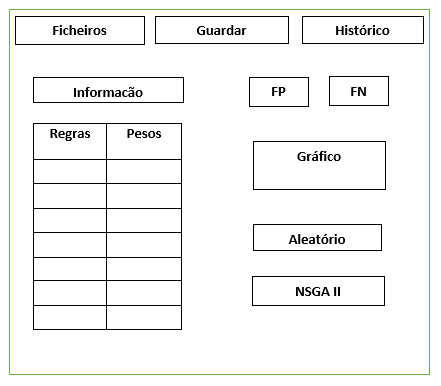 Ficheiros Guardar Histórico
Informacão FP FN
Regras Pesos
Gráfico
Aleatório
NSGA II